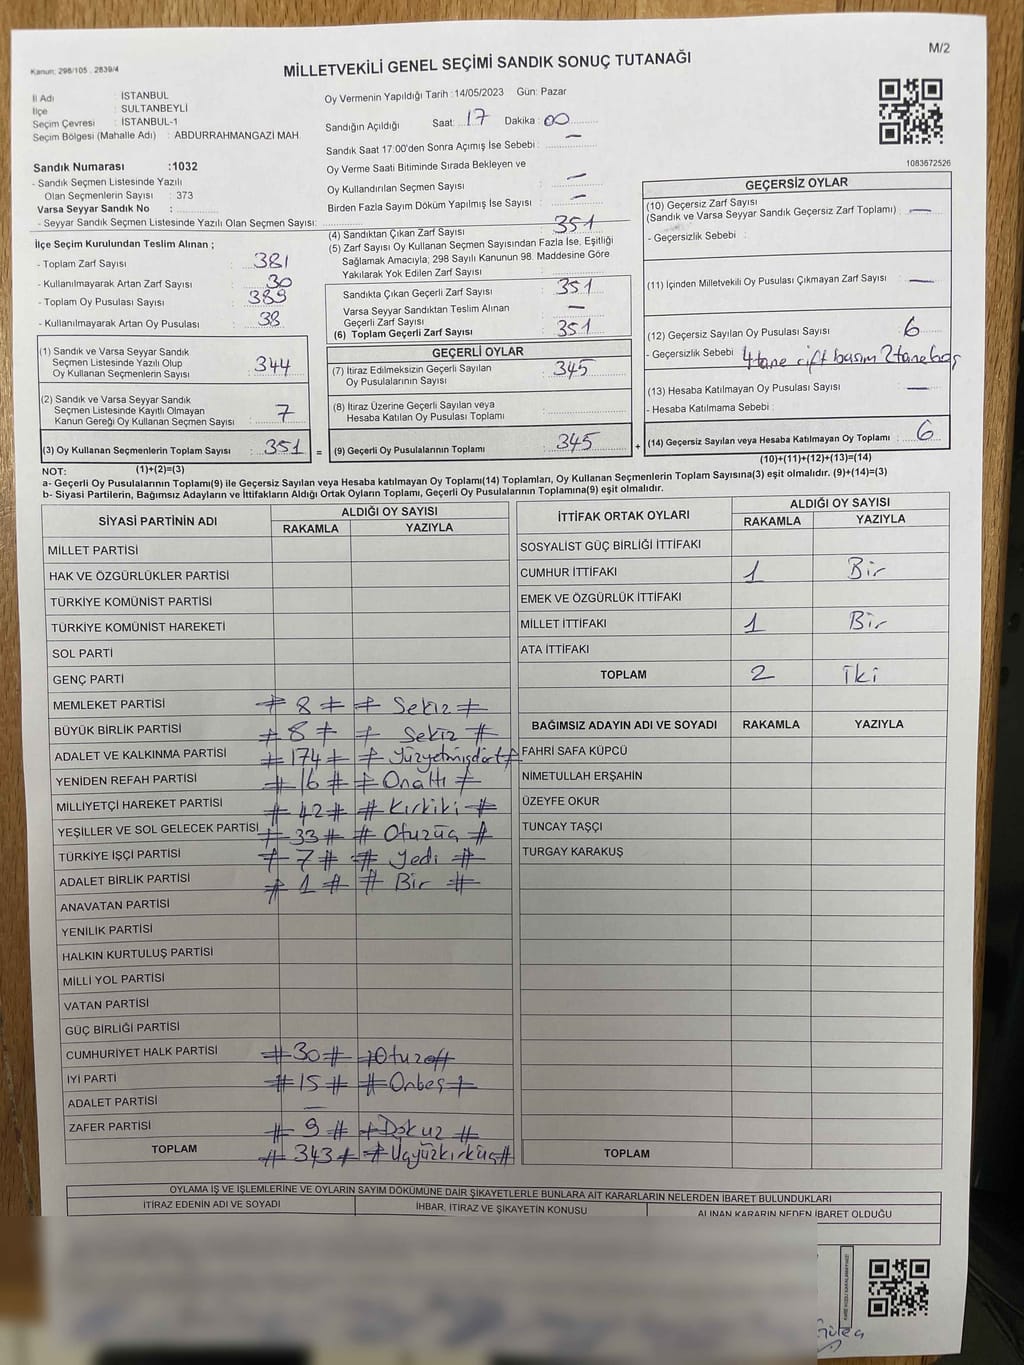 M/2
Kanun: 298/105 , 2839/4
MİLLETVEKİLİ GENEL SEÇİMİ SANDIK SONUÇ TUTANAĞI
İl Adı : İSTANBUL
İlçe : SULTANBEYLİ
Seçim Çevresi : İSTANBUL-1
Seçim Bölgesi (Mahalle Adı) : ABDURRAHMANGAZİ MAH.
Sandık Numarası :1032
- Sandık Seçmen Listesinde Yazılı
Olan Seçmenlerin Sayısı : 373
Varsa Seyyar Sandık No :
- Seyyar Sandık Seçmen Listesinde Yazılı Olan Seçmen Sayısı:
İlçe Seçim Kurulundan Teslim Alınan ;
- Toplam Zarf Sayısı : 381
- Kullanılmayarak Artan Zarf Sayısı : 30
- Toplam Oy Pusulası Sayısı : 389
- Kullanılmayarak Artan Oy Pusulası : 38
(1) Sandık ve Varsa Seyyar Sandık
Seçmen Listesinde Yazılı Olup
Oy Kullanan Seçmenlerin Sayısı : 344
(2) Sandık ve Varsa Seyyar Sandık
Seçmen Listesinde Kayıtlı Olmayan
Kanun Gereği Oy Kullanan Seçmen Sayısı : 7
(3) Oy Kullanan Seçmenlerin Toplam Sayısı : 351 =
Oy Vermenin Yapıldığı Tarih :14/05/2023 Gün: Pazar
Sandığın Açıldığı Saat: 17 Dakika : 00
Sandık Saat 17:00'den Sonra Açımış İse Sebebi : —
Oy Verme Saati Bitiminde Sırada Bekleyen ve
Oy Kullandırılan Seçmen Sayısı : —
Birden Fazla Sayım Döküm Yapılmış İse Sayısı : —
(4) Sandıktan Çıkan Zarf Sayısı : 351
(5) Zarf Sayısı Oy Kullanan Seçmen Sayısından Fazla İse, Eşitliği
Sağlamak Amacıyla; 298 Sayılı Kanunun 98. Maddesine Göre
Yakılarak Yok Edilen Zarf Sayısı :
Sandıkta Çıkan Geçerli Zarf Sayısı : 351
Varsa Seyyar Sandıktan Teslim Alınan
Geçerli Zarf Sayısı : —
(6) Toplam Geçerli Zarf Sayısı : 351
GEÇERLİ OYLAR
(7) İtiraz Edilmeksizin Geçerli Sayılan
Oy Pusulalarının Sayısı : 345
(8) İtiraz Üzerine Geçerli Sayılan veya
Hesaba Katılan Oy Pusulası Toplamı :
(9) Geçerli Oy Pusulalarının Toplamı : 345 +
1083672526
GEÇERSİZ OYLAR
(10) Geçersiz Zarf Sayısı
(Sandık ve Varsa Seyyar Sandık Geçersiz Zarf Toplamı) : —
- Geçersizlik Sebebi :
(11) İçinden Milletvekili Oy Pusulası Çıkmayan Zarf Sayısı : —
(12) Geçersiz Sayılan Oy Pusulası Sayısı : 6
- Geçersizlik Sebebi : 4 tane çift basım 2 tane boş
(13) Hesaba Katılmayan Oy Pusulası Sayısı : —
- Hesaba Katılmama Sebebi :
(14) Geçersiz Sayılan veya Hesaba Katılmayan Oy Toplamı : 6
NOT: (1)+(2)=(3) (10)+(11)+(12)+(13)=(14)
a- Geçerli Oy Pusulalarının Toplamı(9) ile Geçersiz Sayılan veya Hesaba Katılmayan Oy Toplamı(14) Toplamları, Oy Kullanan Seçmenlerin Toplam Sayısına(3) eşit olmalıdır. (9)+(14)=(3)
b- Siyasi Partilerin, Bağımsız Adayların ve İttifakların Aldığı Ortak Oyların Toplamı, Geçerli Oy Pusulalarının Toplamına(9) eşit olmalıdır.
SİYASİ PARTİNİN ADI ALDIĞI OY SAYISI
RAKAMLA YAZIYLA
MİLLET PARTİSİ
HAK VE ÖZGÜRLÜKLER PARTİSİ
TÜRKİYE KOMÜNİST PARTİSİ
TÜRKİYE KOMÜNİST HAREKETİ
SOL PARTİ
GENÇ PARTİ
MEMLEKET PARTİSİ # 8 # # Sekiz #
BÜYÜK BİRLİK PARTİSİ # 8 # # Sekiz #
ADALET VE KALKINMA PARTİSİ # 174 # # Yüzyetmişdört #
YENİDEN REFAH PARTİSİ # 16 # # Onaltı #
MİLLİYETÇİ HAREKET PARTİSİ # 42 # # Kırkiki #
YEŞİLLER VE SOL GELECEK PARTİSİ # 33 # # Otuzüç #
TÜRKİYE İŞÇİ PARTİSİ # 7 # # Yedi #
ADALET BİRLİK PARTİSİ # 1 # # Bir #
ANAVATAN PARTİSİ
YENİLİK PARTİSİ
HALKIN KURTULUŞ PARTİSİ
MİLLİ YOL PARTİSİ
VATAN PARTİSİ
GÜÇ BİRLİĞİ PARTİSİ
CUMHURİYET HALK PARTİSİ # 30 # # Otuz #
İYİ PARTİ # 15 # # Onbeş #
ADALET PARTİSİ —
ZAFER PARTİSİ # 9 # # Dokuz #
TOPLAM # 343 # # Üçyüzkırküç #
İTTİFAK ORTAK OYLARI ALDIĞI OY SAYISI
RAKAMLA YAZIYLA
SOSYALİST GÜÇ BİRLİĞİ İTTİFAKI
CUMHUR İTTİFAKI 1 Bir
EMEK VE ÖZGÜRLÜK İTTİFAKI
MİLLET İTTİFAKI 1 Bir
ATA İTTİFAKI
TOPLAM 2 iki
BAĞIMSIZ ADAYIN ADI VE SOYADI RAKAMLA YAZIYLA
FAHRİ SAFA KÜPCÜ
NİMETULLAH ERŞAHİN
ÜZEYFE OKUR
TUNCAY TAŞÇI
TURGAY KARAKUŞ
TOPLAM
OYLAMA İŞ VE İŞLEMLERİNE VE OYLARIN SAYIM DÖKÜMÜNE DAİR ŞİKAYETLERLE BUNLARA AİT KARARLARIN NELERDEN İBARET BULUNDUKLARI
İTİRAZ EDENİN ADI VE SOYADI İHBAR, İTİRAZ VE ŞİKAYETİN KONUSU ALINAN KARARIN NEDEN İBARET OLDUĞU